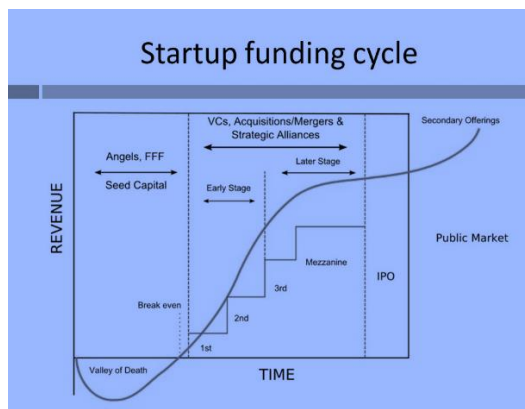 Startup funding cycle
VCs, Acquisitions/Mergers &
Strategic Alliances
Secondary Offerings
Angels, FFF
Seed Capital
Later Stage
Early Stage
REVENUE
Public Market
Mezzanine
IPO
Break even
3rd
2nd
1st
Valley of Death
TIME